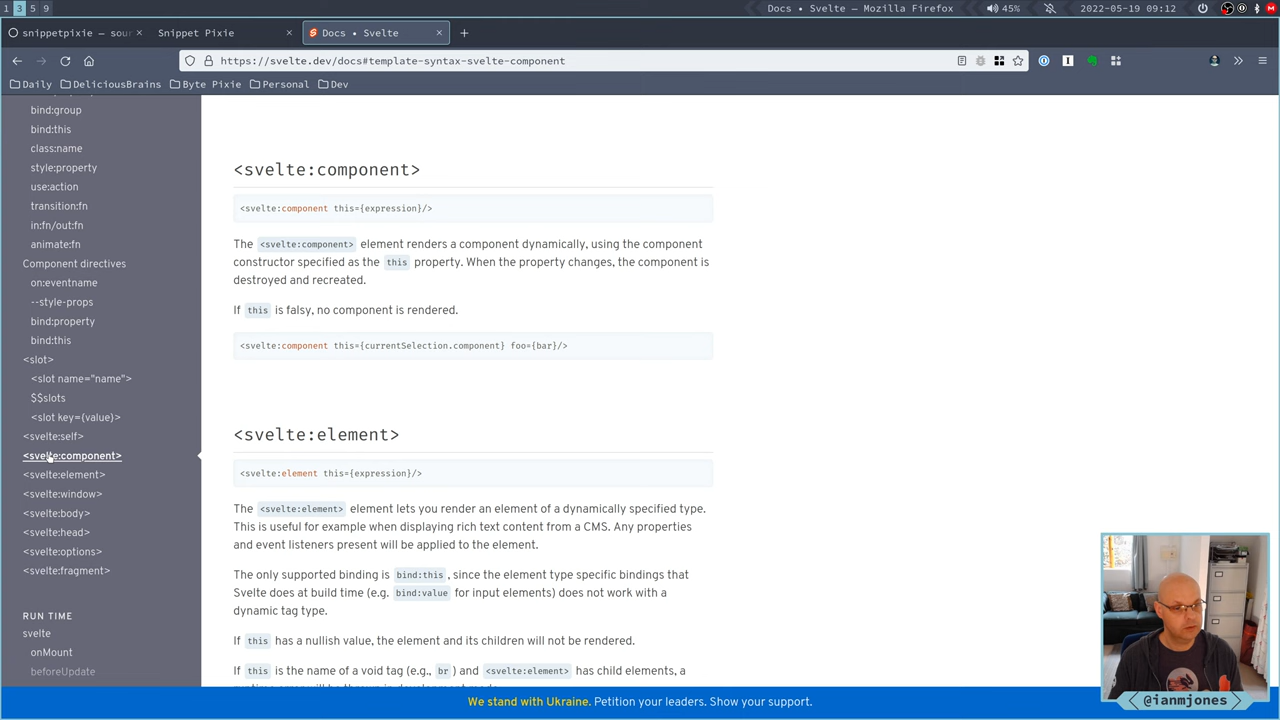 1 3 5 9
Docs • Svelte — Mozilla Firefox
45%
2022-05-19 09:12
snippetpixie — sour
Snippet Pixie
Docs • Svelte
https://svelte.dev/docs#template-syntax-svelte-component
Daily
DeliciousBrains
Byte Pixie
Personal
Dev
bind:group
bind:this
class:name
style:property
use:action
transition:fn
in:fn/out:fn
animate:fn
Component directives
on:eventname
--style-props
bind:property
bind:this
<slot>
<slot name="name">
$$slots
<slot key={value}>
<svelte:self>
<svelte:component>
<svelte:element>
<svelte:window>
<svelte:body>
<svelte:head>
<svelte:options>
<svelte:fragment>
RUN TIME
svelte
onMount
beforeUpdate
<svelte:component>
<svelte:component this={expression}/>
The <svelte:component> element renders a component dynamically, using the component
constructor specified as the this property. When the property changes, the component is
destroyed and recreated.
If this is falsy, no component is rendered.
<svelte:component this={currentSelection.component} foo={bar}/>
<svelte:element>
<svelte:element this={expression}/>
The <svelte:element> element lets you render an element of a dynamically specified type.
This is useful for example when displaying rich text content from a CMS. Any properties
and event listeners present will be applied to the element.
The only supported binding is bind:this, since the element type specific bindings that
Svelte does at build time (e.g. bind:value for input elements) does not work with a
dynamic tag type.
If this has a nullish value, the element and its children will not be rendered.
If this is the name of a void tag (e.g., br) and <svelte:element> has child elements, a
We stand with Ukraine. Petition your leaders. Show your support.
@ianmjones